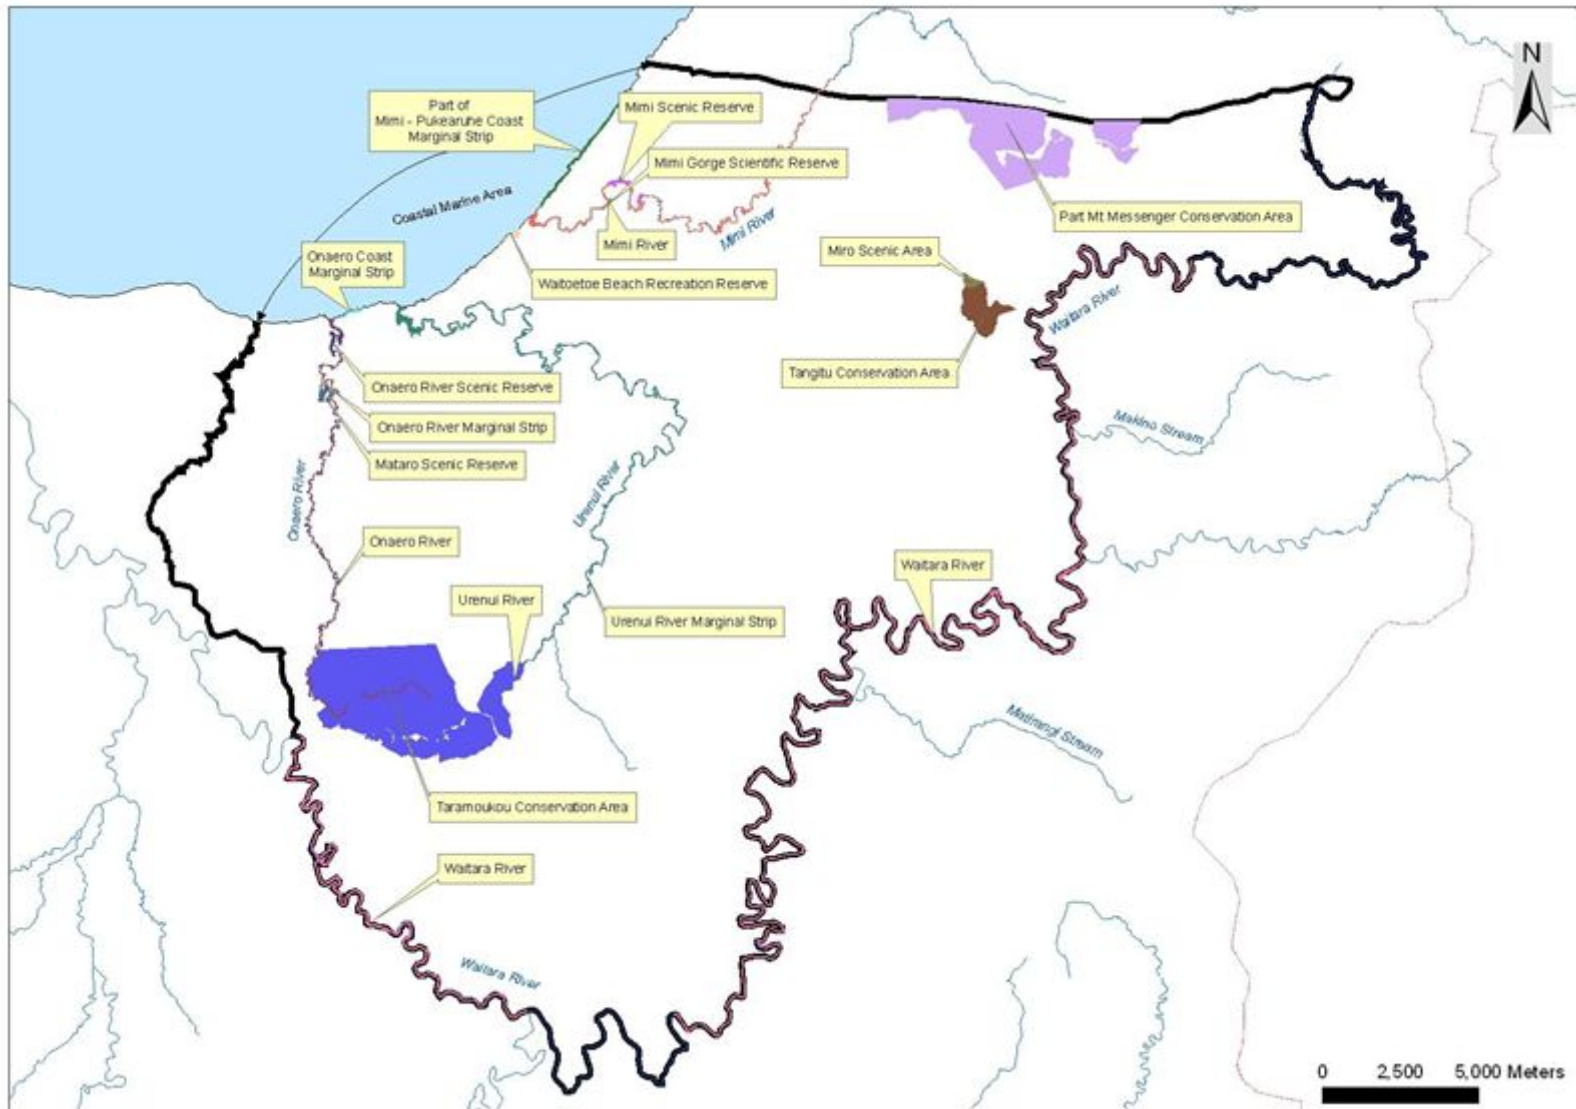 N
Part of
Mimi - Pukearuhe Coast
Marginal Strip
Mimi Scenic Reserve
Mimi Gorge Scientific Reserve
Coastal Marine Area
Part Mt Messenger Conservation Area
Mimi River
Mimi River
Onaero Coast
Marginal Strip
Miro Scenic Area
Waitoetoe Beach Recreation Reserve
Waitara River
Tangitu Conservation Area
Onaero River Scenic Reserve
Onaero River Marginal Strip
Makino Stream
Mataro Scenic Reserve
Onaero River
Urenui River
Onaero River
Waitara River
Urenui River
Urenui River Marginal Strip
Matirangi Stream
Taramoukou Conservation Area
Waitara River
Waitara River
0 2,500 5,000 Meters